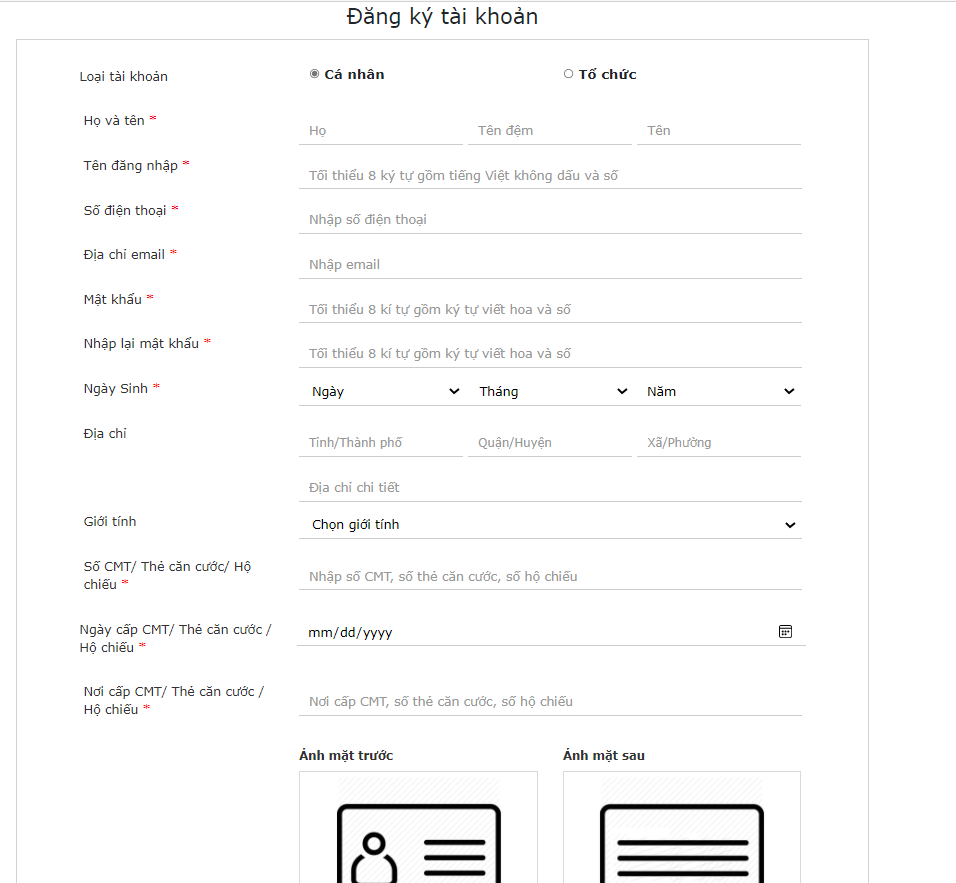 Đăng ký tài khoản
Loại tài khoản Cá nhân Tổ chức
Họ và tên * Họ Tên đệm Tên
Tên đăng nhập * Tối thiểu 8 ký tự gồm tiếng Việt không dấu và số
Số điện thoại * Nhập số điện thoại
Địa chỉ email * Nhập email
Mật khẩu * Tối thiểu 8 kí tự gồm ký tự viết hoa và số
Nhập lại mật khẩu * Tối thiểu 8 kí tự gồm ký tự viết hoa và số
Ngày Sinh * Ngày Tháng Năm
Địa chỉ Tỉnh/Thành phố Quận/Huyện Xã/Phường
Địa chỉ chi tiết
Giới tính Chọn giới tính
Số CMT/ Thẻ căn cước/ Hộ
chiếu * Nhập số CMT, số thẻ căn cước, số hộ chiếu
Ngày cấp CMT/ Thẻ căn cước /
Hộ chiếu * mm/dd/yyyy
Nơi cấp CMT/ Thẻ căn cước /
Hộ chiếu * Nơi cấp CMT, số thẻ căn cước, số hộ chiếu
Ảnh mặt trước Ảnh mặt sau